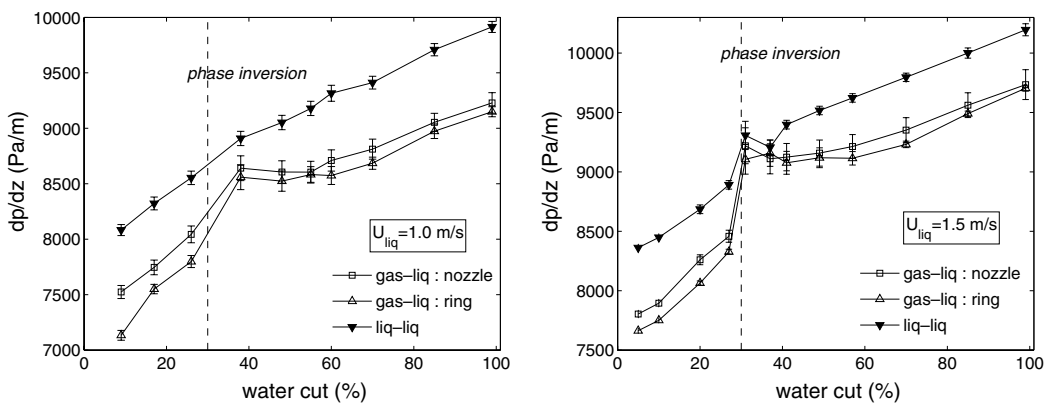 10000
9500
9000
8500
8000
7500
7000
dp/dz (Pa/m)
0 20 40 60 80 100
water cut (%)
phase inversion
U_liq=1.0 m/s
gas–liq : nozzle
gas–liq : ring
liq–liq
10000
9500
9000
8500
8000
7500
dp/dz (Pa/m)
0 20 40 60 80 100
water cut (%)
phase inversion
U_liq=1.5 m/s
gas–liq : nozzle
gas–liq : ring
liq–liq